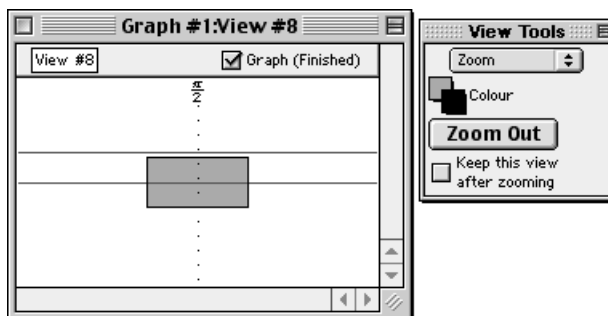 Graph #1:View #8
View #8
Graph (Finished)
π
2
View Tools
Zoom
Colour
Zoom Out
Keep this view
after zooming